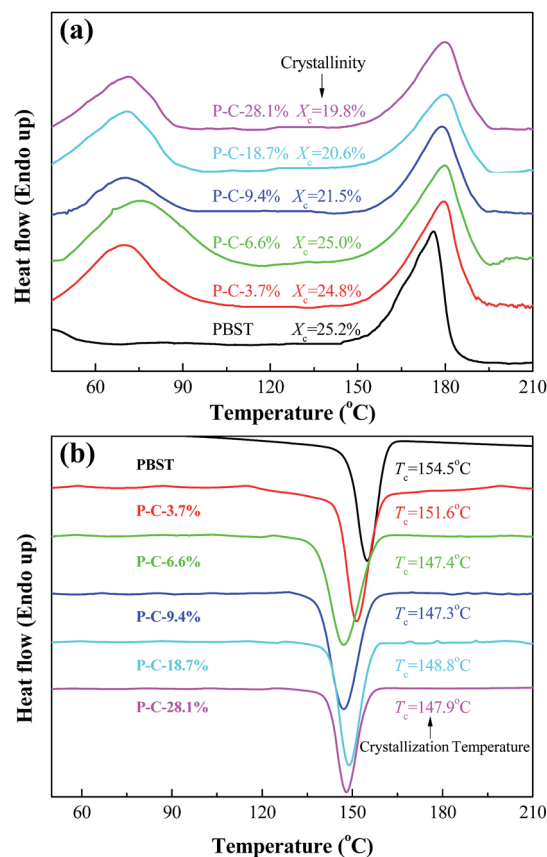 (a)
Crystallinity
P-C-28.1% Xc=19.8%
P-C-18.7% Xc=20.6%
P-C-9.4% Xc=21.5%
P-C-6.6% Xc=25.0%
P-C-3.7% Xc=24.8%
PBST Xc=25.2%
Heat flow (Endo up)
60 90 120 150 180 210
Temperature (°C)
(b)
PBST Tc=154.5°C
P-C-3.7% Tc=151.6°C
P-C-6.6% Tc=147.4°C
P-C-9.4% Tc=147.3°C
P-C-18.7% Tc=148.8°C
P-C-28.1% Tc=147.9°C
Crystallization Temperature
Heat flow (Endo up)
60 90 120 150 180 210
Temperature (°C)